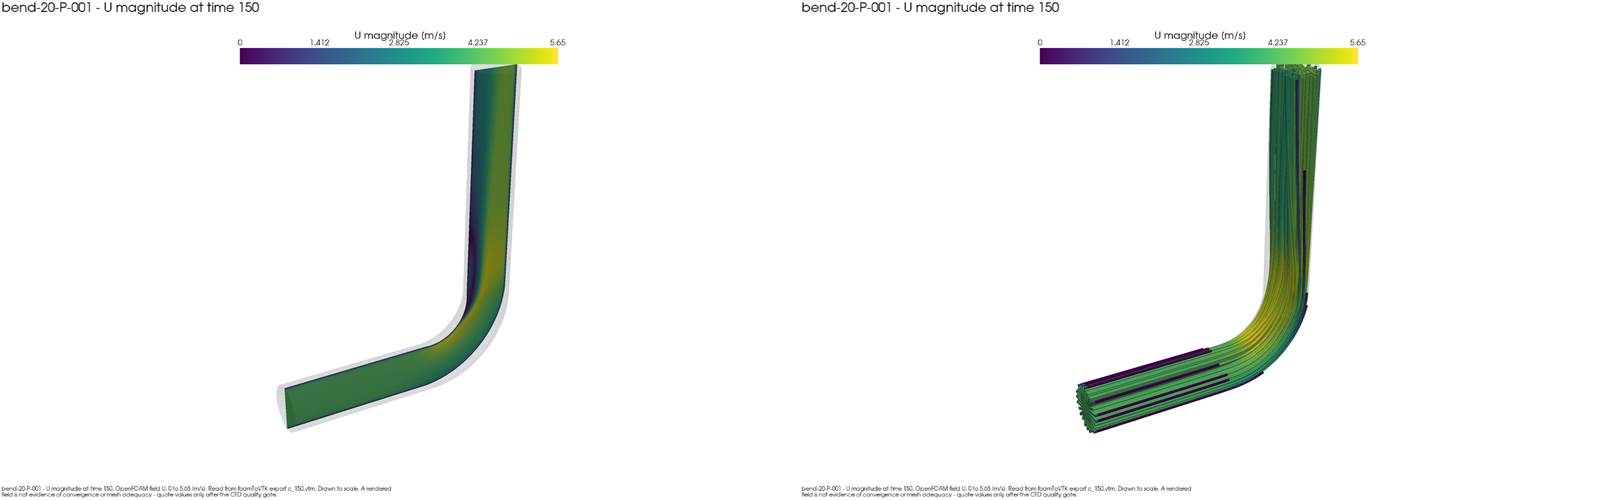 bend-20-P-001 - U magnitude at time 150
U magnitude (m/s)
0 1.412 2.825 4.237 5.65
bend-20-P-001 - U magnitude at time 150. OpenFOAM field U, 0 to 5.65 (m/s). Read from foamToVTK export c_150.vtm. Drawn to scale. A rendered
field is not evidence of convergence or mesh adequacy - quote values only after the CFD quality gate.
bend-20-P-001 - U magnitude at time 150
U magnitude (m/s)
0 1.412 2.825 4.237 5.65
bend-20-P-001 - U magnitude at time 150. OpenFOAM field U, 0 to 5.65 (m/s). Read from foamToVTK export c_150.vtm. Drawn to scale. A rendered
field is not evidence of convergence or mesh adequacy - quote values only after the CFD quality gate.